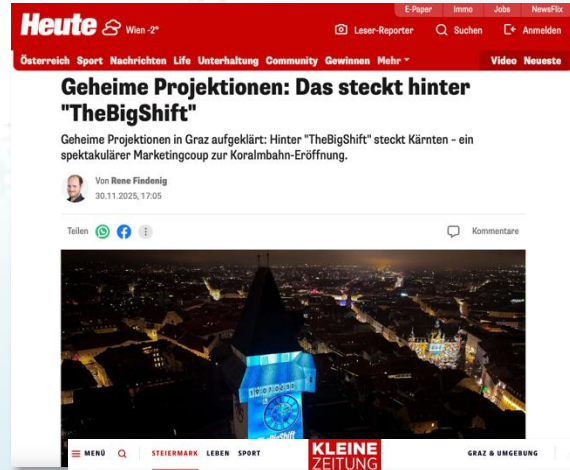 E-Paper Immo Jobs NewsFlix
Heute Wien -2° Leser-Reporter Suchen Anmelden
Österreich Sport Nachrichten Life Unterhaltung Community Gewinnen Mehr Video Neueste
Geheime Projektionen: Das steckt hinter
"TheBigShift"
Geheime Projektionen in Graz aufgeklärt: Hinter "TheBigShift" steckt Kärnten – ein
spektakulärer Marketingcoup zur Koralmbahn-Eröffnung.
Von Rene Findenig
30.11.2025, 17:05
Teilen Kommentare
TheBigShift
MENÜ STEIERMARK LEBEN SPORT KLEINE ZEITUNG GRAZ & UMGEBUNG